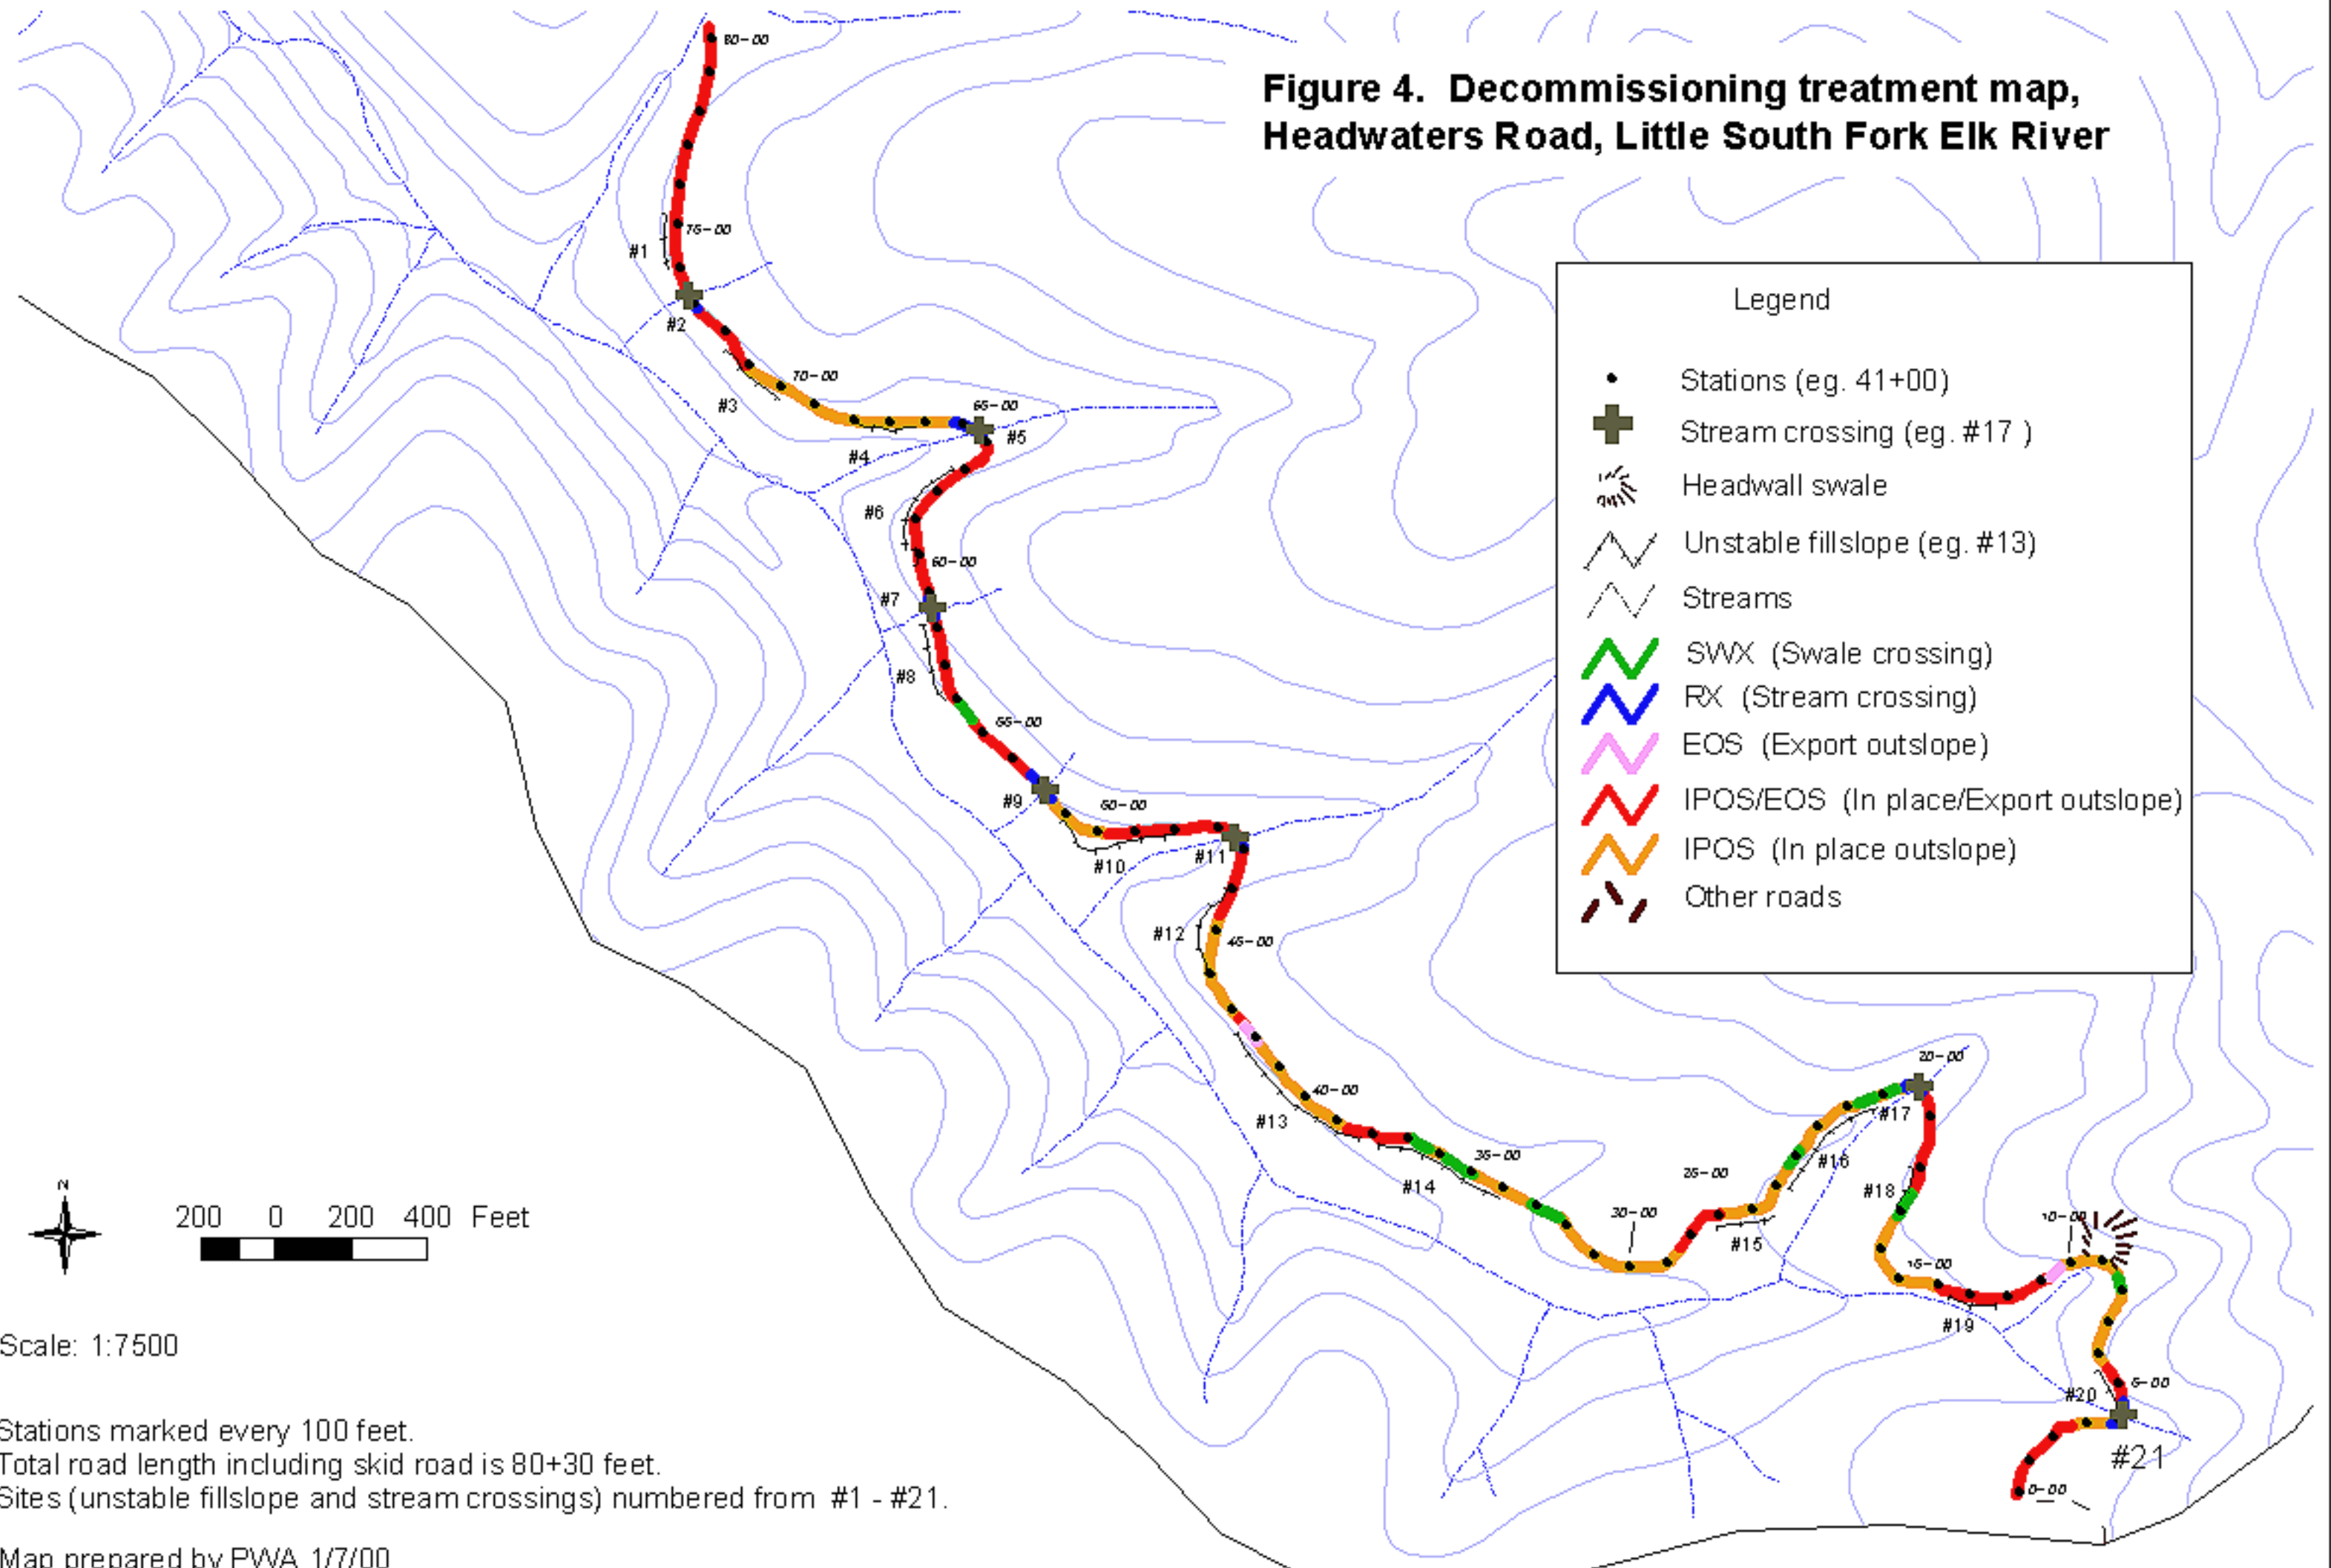 Figure 4. Decommissioning treatment map,
Headwaters Road, Little South Fork Elk River
Legend
Stations (eg. 41+00)
Stream crossing (eg. #17 )
Headwall swale
Unstable fillslope (eg. #13)
Streams
SWX (Swale crossing)
RX (Stream crossing)
EOS (Export outslope)
IPOS/EOS (In place/Export outslope)
IPOS (In place outslope)
Other roads
80-00
75-00
#1
#2
70-00
#3
65-00
#5
#4
#6
60-00
#7
#8
55-00
#9
50-00
#10
#11
#12
45-00
40-00
#13
35-00
#14
30-00
25-00
#15
#16
20-00
#17
#18
15-00
10-00
#19
#20
5-00
#21
0-00
N
200 0 200 400 Feet
Scale: 1:7500
Stations marked every 100 feet.
Total road length including skid road is 80+30 feet.
Sites (unstable fillslope and stream crossings) numbered from #1 - #21.
Map prepared by PWA 1/7/00